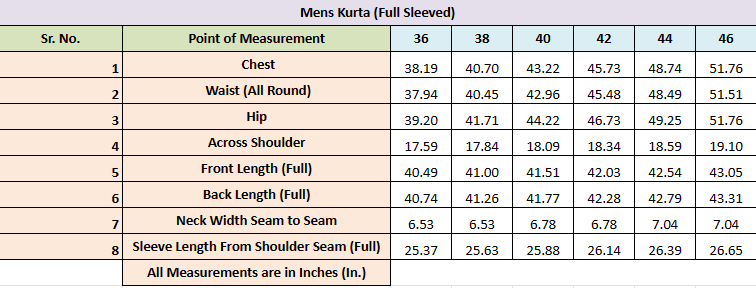 Mens Kurta (Full Sleeved)
Sr. No. Point of Measurement 36 38 40 42 44 46
1 Chest 38.19 40.70 43.22 45.73 48.74 51.76
2 Waist (All Round) 37.94 40.45 42.96 45.48 48.49 51.51
3 Hip 39.20 41.71 44.22 46.73 49.25 51.76
4 Across Shoulder 17.59 17.84 18.09 18.34 18.59 19.10
5 Front Length (Full) 40.49 41.00 41.51 42.03 42.54 43.05
6 Back Length (Full) 40.74 41.26 41.77 42.28 42.79 43.31
7 Neck Width Seam to Seam 6.53 6.53 6.78 6.78 7.04 7.04
8 Sleeve Length From Shoulder Seam (Full) 25.37 25.63 25.88 26.14 26.39 26.65
All Measurements are in Inches (In.)